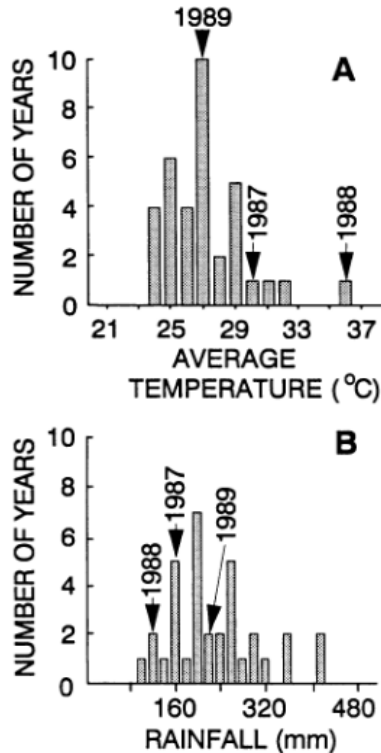 1989
A
10
8
6
4
2
0
NUMBER OF YEARS
1987
1988
21 25 29 33 37
AVERAGE
TEMPERATURE ( °C)
B
10
8
6
4
2
0
NUMBER OF YEARS
1988
1987
1989
160 320 480
RAINFALL (mm)